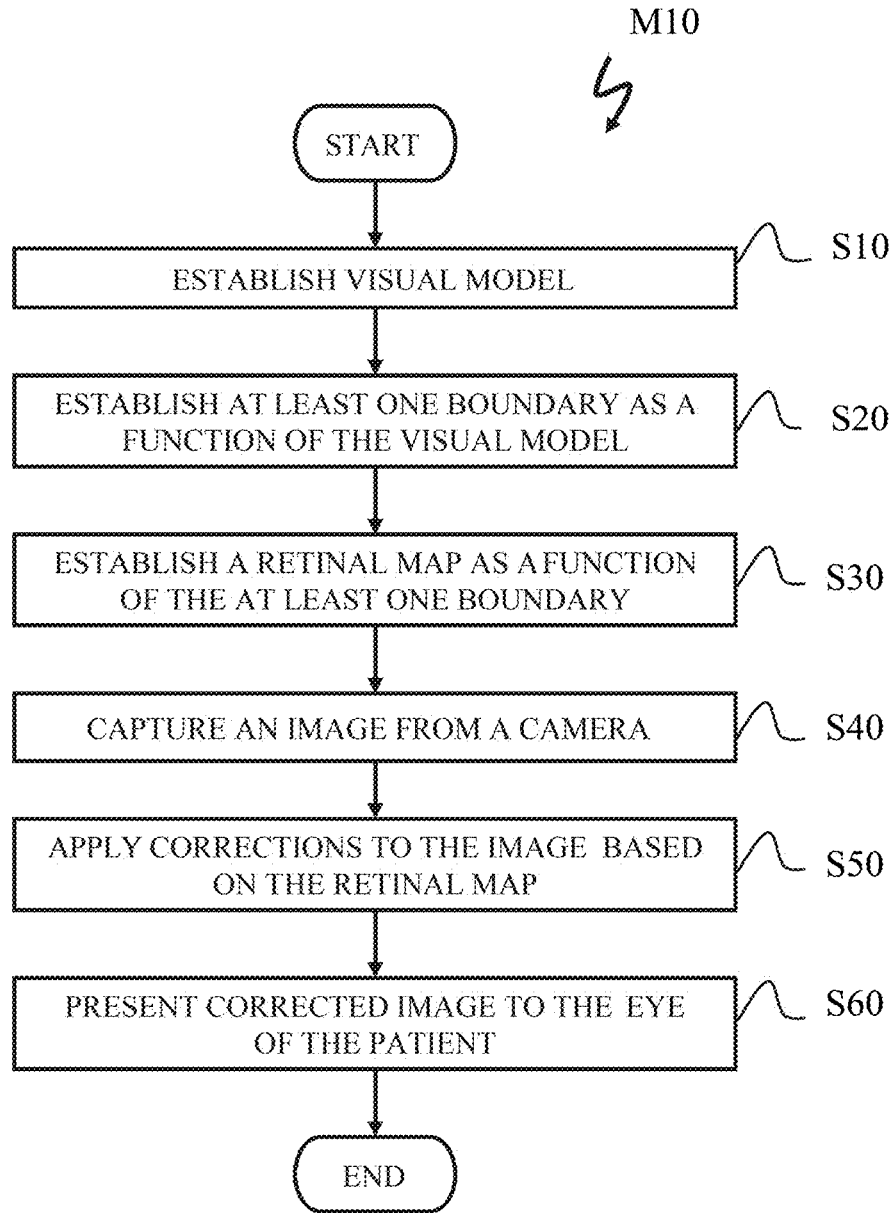 M10
START
S10
ESTABLISH VISUAL MODEL
ESTABLISH AT LEAST ONE BOUNDARY AS A
FUNCTION OF THE VISUAL MODEL
S20
ESTABLISH A RETINAL MAP AS A FUNCTION
OF THE AT LEAST ONE BOUNDARY
S30
CAPTURE AN IMAGE FROM A CAMERA
S40
APPLY CORRECTIONS TO THE IMAGE BASED
ON THE RETINAL MAP
S50
PRESENT CORRECTED IMAGE TO THE EYE
OF THE PATIENT
S60
END